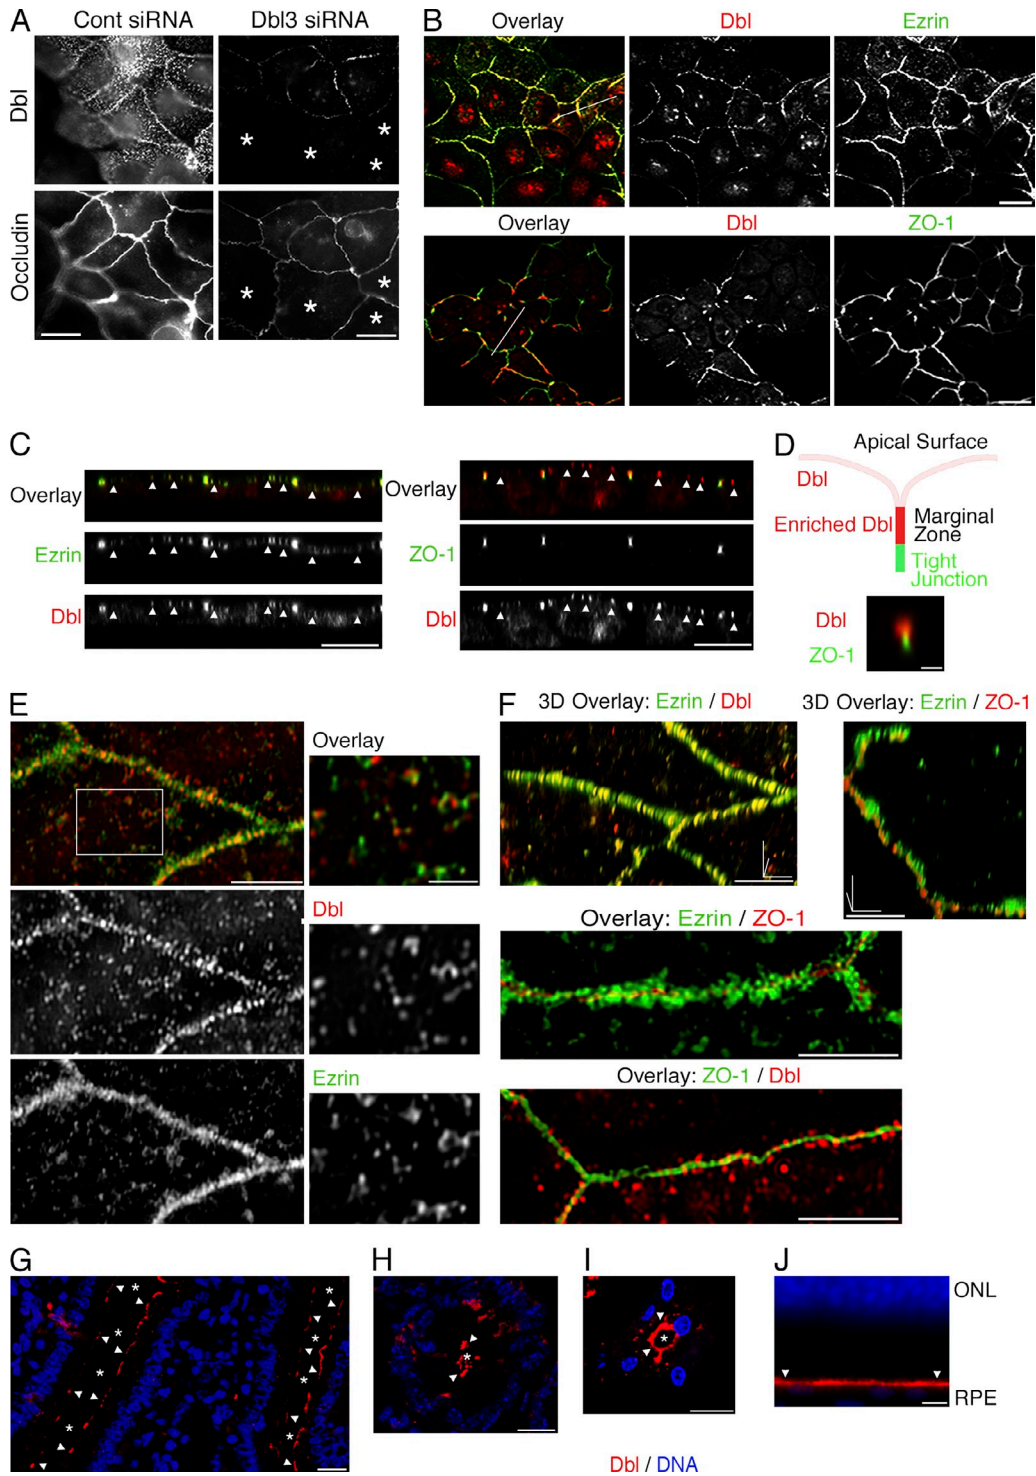 A
Cont siRNA
Dbl3 siRNA
Dbl
* * * *
Occludin
* * * *
B
Overlay
Dbl
Ezrin
Overlay
Dbl
ZO-1
C
Overlay
Ezrin
Dbl
Overlay
ZO-1
Dbl
D
Apical Surface
Dbl
Enriched Dbl
Marginal
Zone
Tight
Junction
Dbl
ZO-1
E
Overlay
Dbl
Ezrin
F
3D Overlay: Ezrin / Dbl
3D Overlay: Ezrin / ZO-1
Overlay: Ezrin / ZO-1
Overlay: ZO-1 / Dbl
G
* * * * * * * *
H
*
I
*
J
ONL
RPE
Dbl / DNA